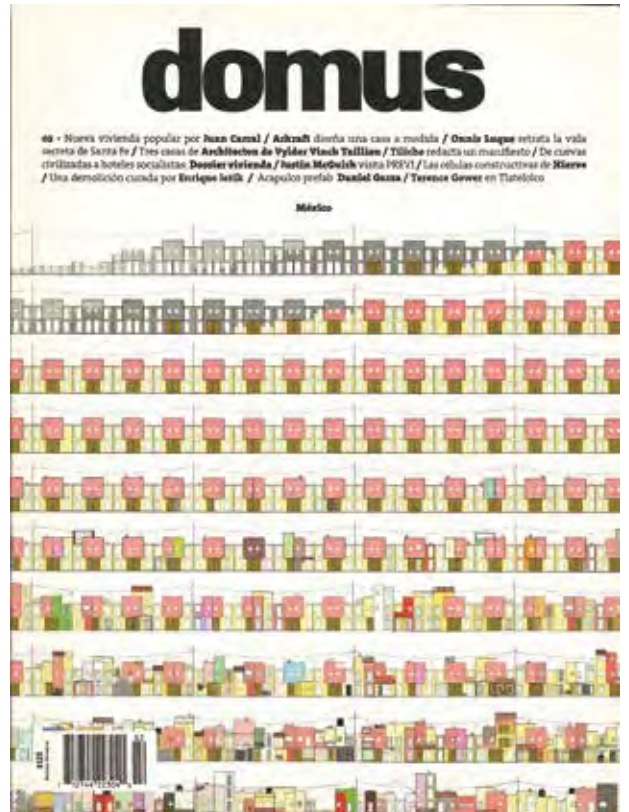 domus
02 - Nueva vivienda popular por Juan Carral / Arkraft diseña una casa a medida / Onnis Luque retrata la vida
secreta de Santa Fe / Tres casas de Architecten de Vylder Vinck Taillieu / Tiliche redacta un manifiesto / De cuevas
civilizadas a hoteles socialistas Dossier vivienda / Justin McGuirk visita PREVI / Las células constructivas de Hierve
/ Una demolición curada por Enrique Ježik / Acapulco prefab Daniel Garza / Terence Gower en Tlatelolco
México